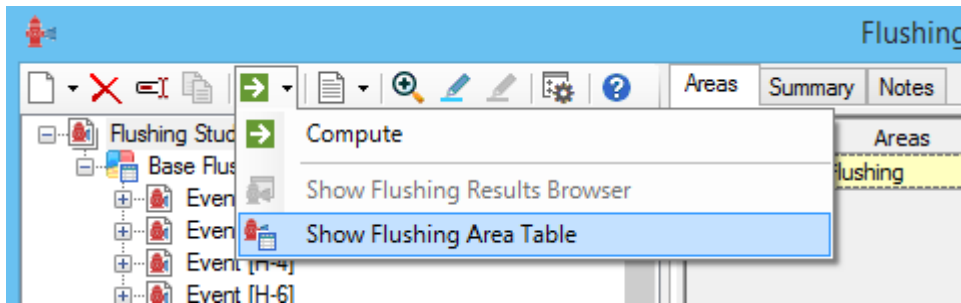 Flushing
Areas Summary Notes
Flushing Stud
Compute
Areas
Base Flus
Show Flushing Results Browser
lushing
Even
Even
Show Flushing Area Table
Event [H-4]
Event [H-6]